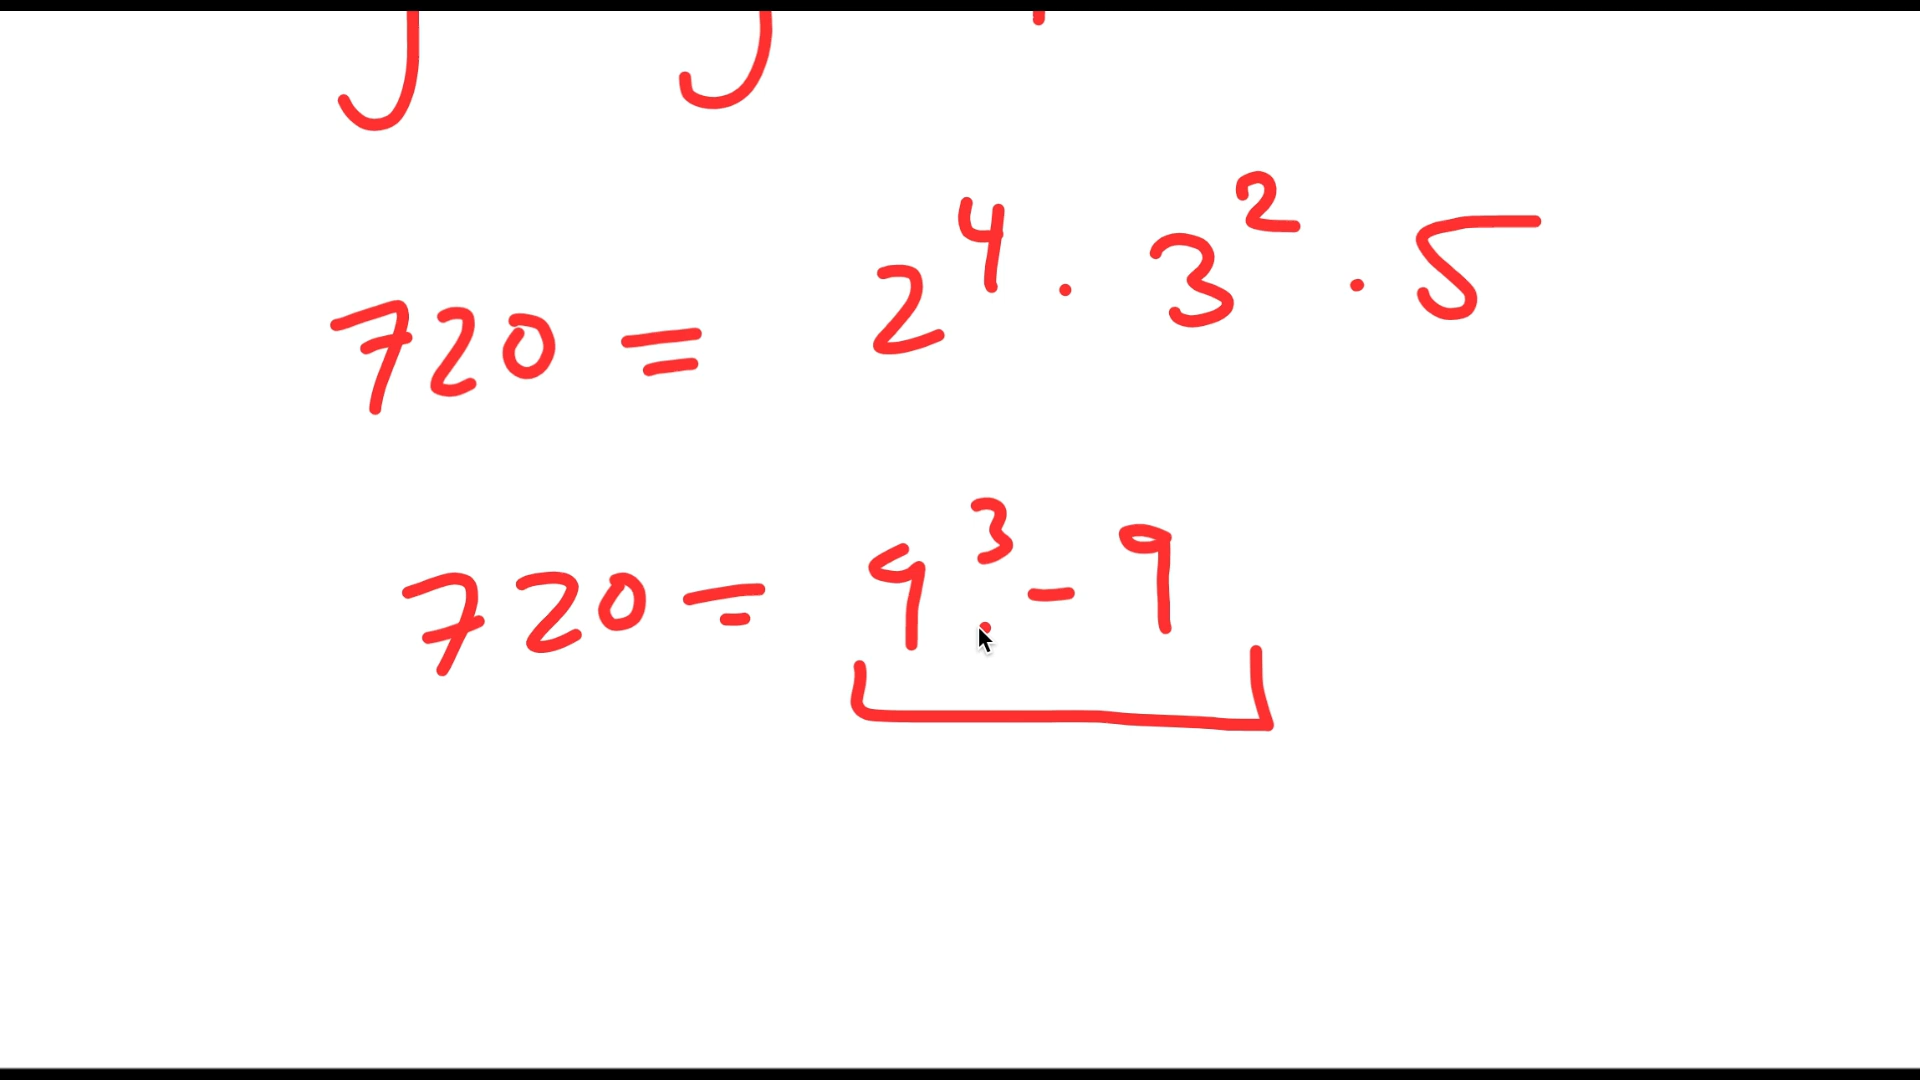 720 = 2⁴ · 3² · 5
720 = 9³ - 9